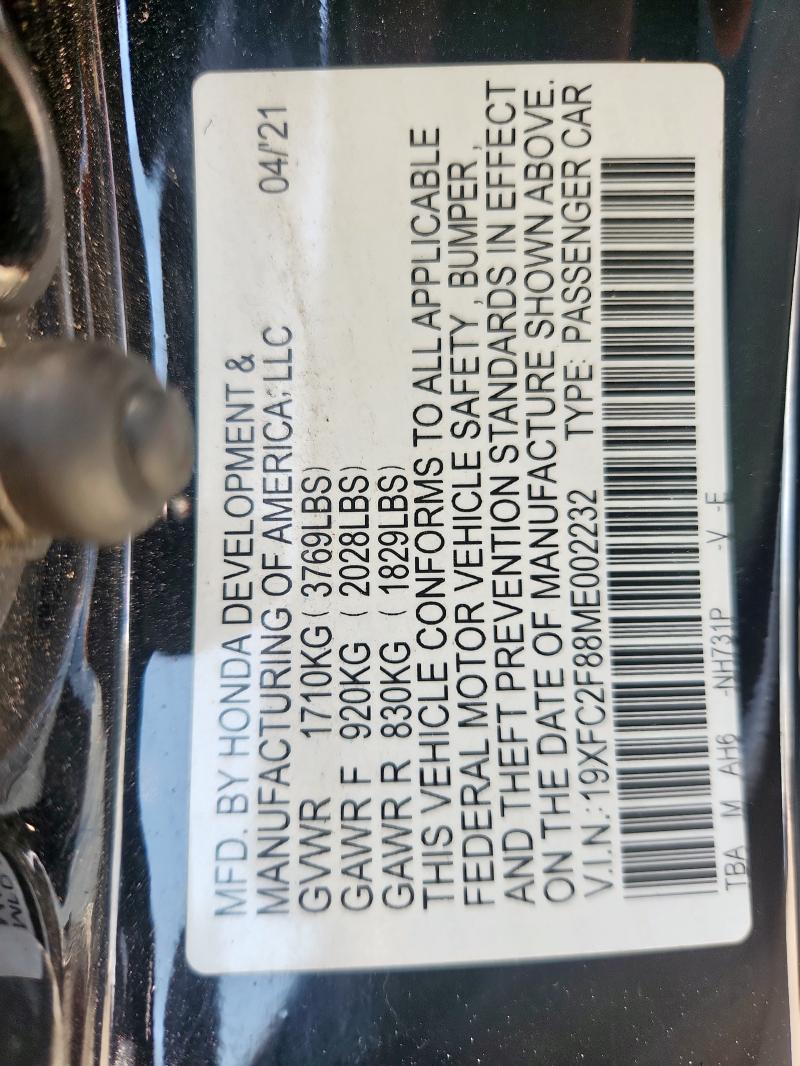 MFD. BY HONDA DEVELOPMENT &
MANUFACTURING OF AMERICA, LLC 04/'21
GVWR 1710KG (3769LBS)
GAWR F 920KG (2028LBS)
GAWR R 830KG (1829LBS)
THIS VEHICLE CONFORMS TO ALL APPLICABLE
FEDERAL MOTOR VEHICLE SAFETY, BUMPER,
AND THEFT PREVENTION STANDARDS IN EFFECT
ON THE DATE OF MANUFACTURE SHOWN ABOVE.
V.I.N.:19XFC2F88ME002232 TYPE: PASSENGER CAR
TBA M AH6 -NH731P -V -E